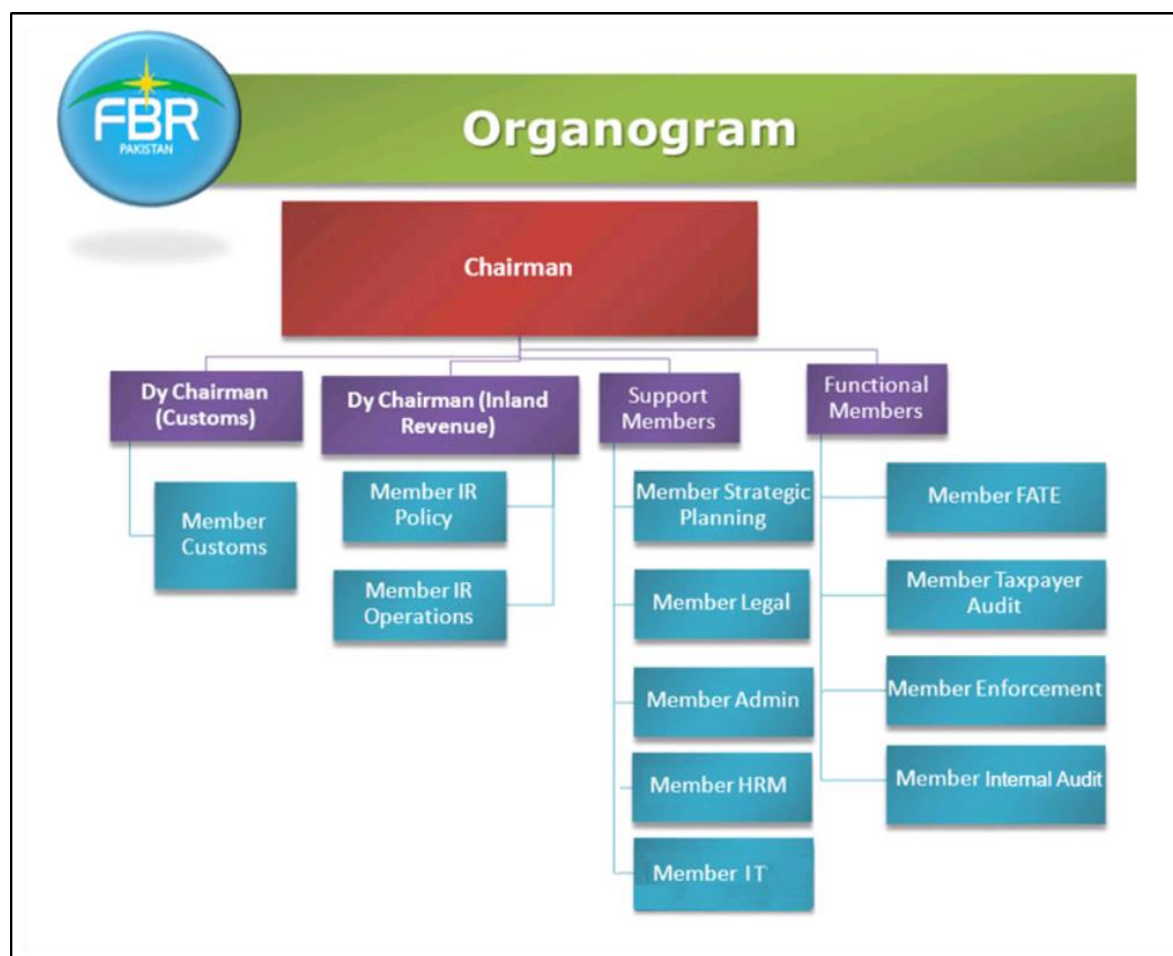 FBR
PAKISTAN
Organogram
Chairman
Dy Chairman
(Customs)
Member
Customs
Dy Chairman (Inland
Revenue)
Member IR
Policy
Member IR
Operations
Support
Members
Member Strategic
Planning
Member Legal
Member Admin
Member HRM
Member IT
Functional
Members
Member FATE
Member Taxpayer
Audit
Member Enforcement
Member Internal Audit